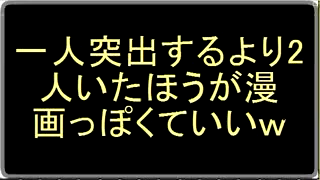 一人突出するより2
人いたほうが漫
画っぽくていいw